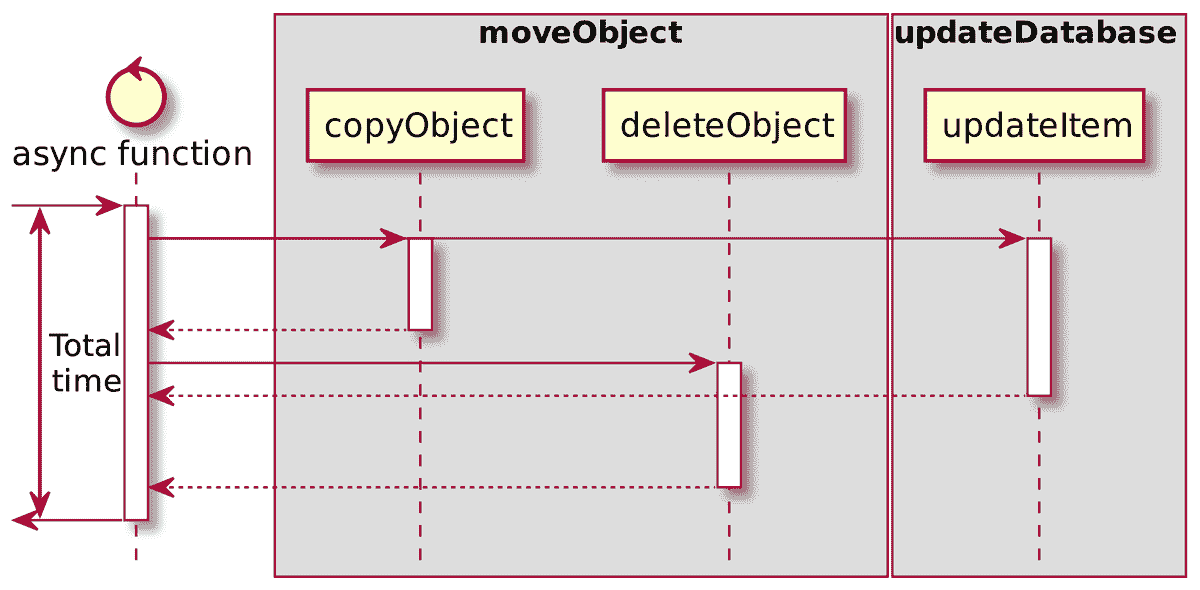 moveObject
updateDatabase
async function
copyObject
deleteObject
updateItem
Total
time